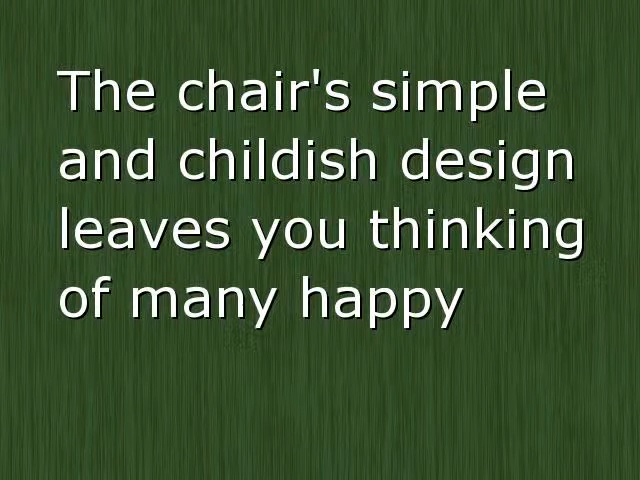 The chair's simple
and childish design
leaves you thinking
of many happy